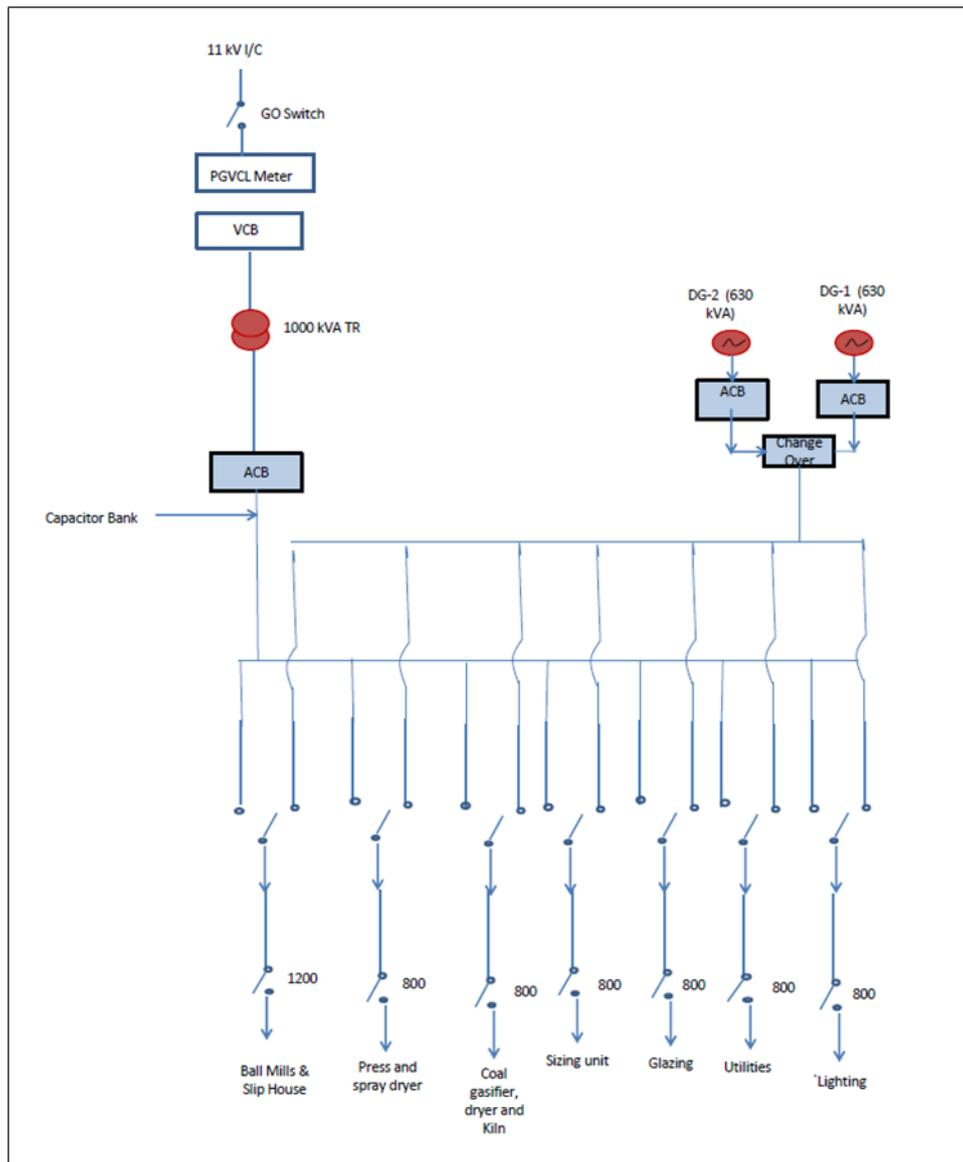 11 kV I/C
GO Switch
PGVCL Meter
VCB
1000 kVA TR
DG-2 (630
kVA)
DG-1 (630
kVA)
ACB
ACB
Change
Over
ACB
Capacitor Bank
1200
800
800
800
800
800
800
Ball Mills &
Slip House
Press and
spray dryer
Coal
gasifier,
dryer and
Kiln
Sizing unit
Glazing
Utilities
`Lighting